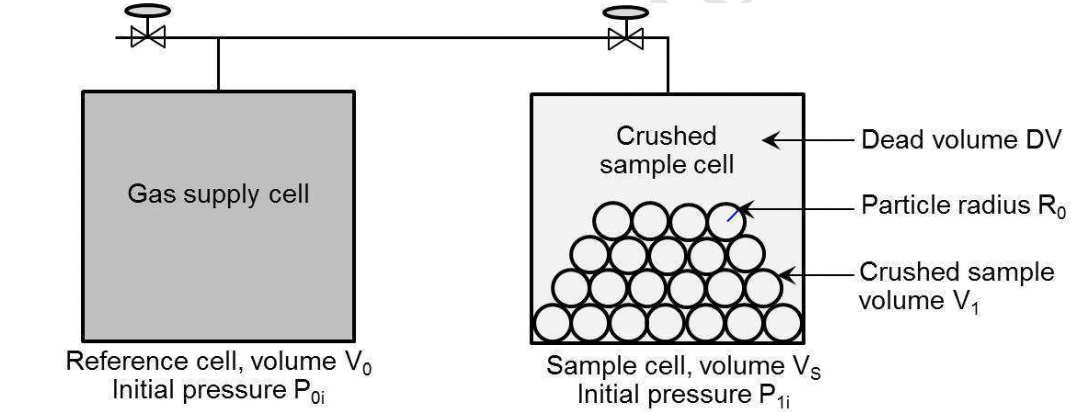 Crushed
sample cell
Dead volume DV
Gas supply cell
Particle radius R₀
Crushed sample
volume V₁
Reference cell, volume V₀
Initial pressure P₀ᵢ
Sample cell, volume Vₛ
Initial pressure P₁ᵢ